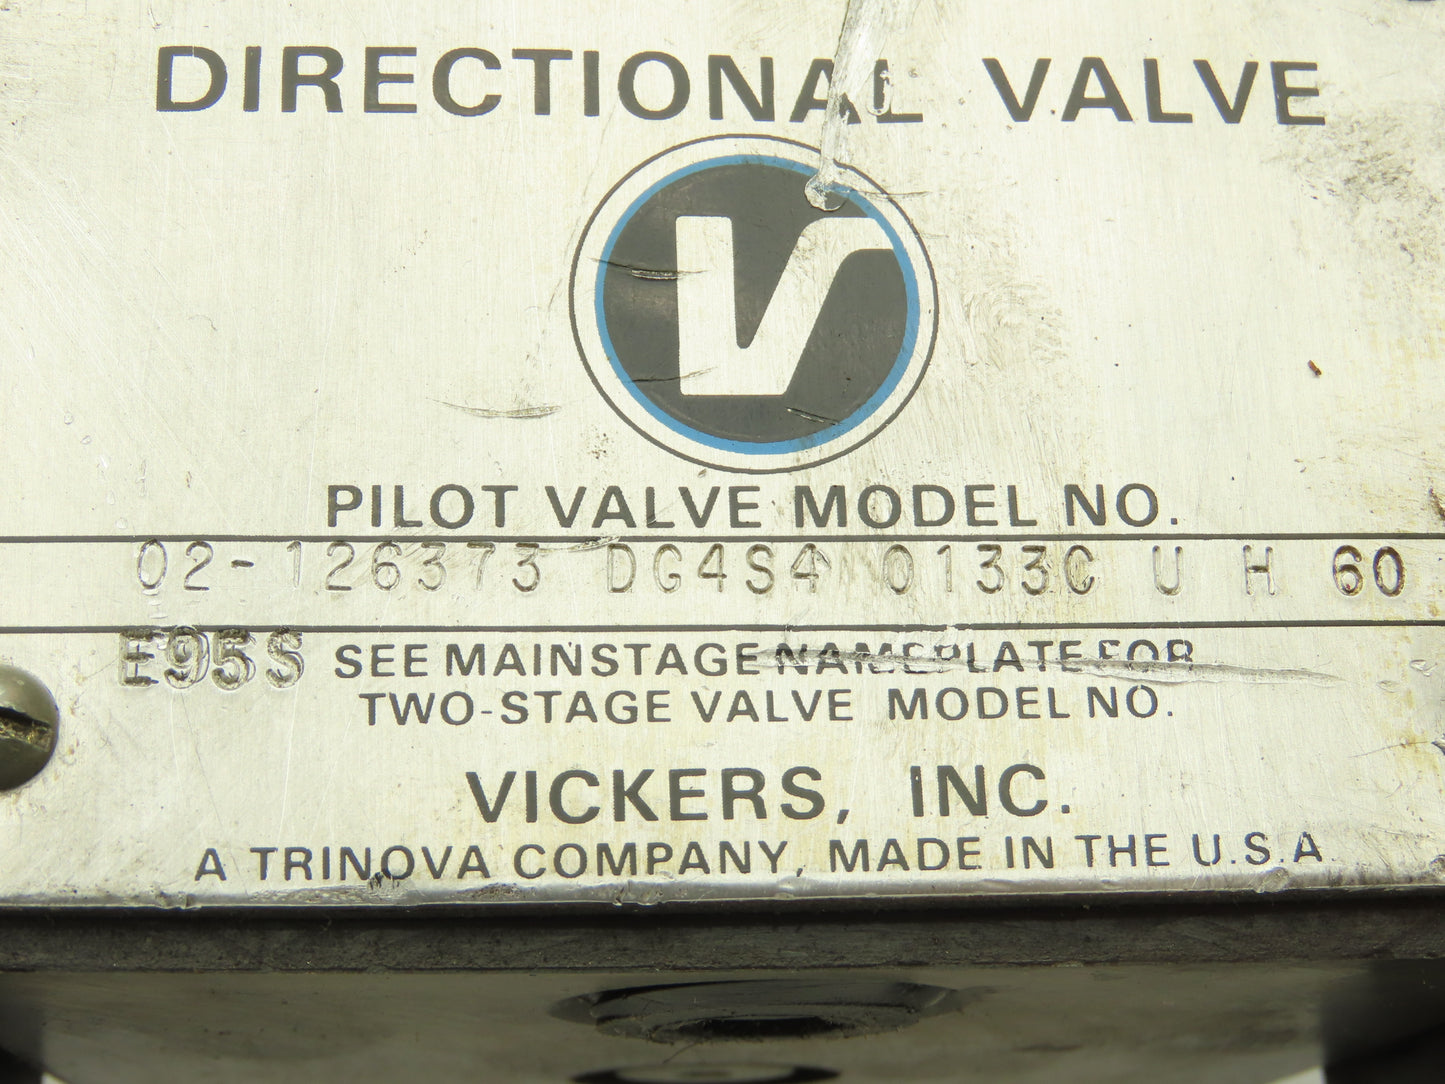 DIRECTIONAL VALVE
V
PILOT VALVE MODEL NO.
02-126373 DG4S4 0133C U H 60
E95S SEE MAINSTAGE NAMEPLATE FOR
TWO-STAGE VALVE MODEL NO.
VICKERS, INC.
A TRINOVA COMPANY, MADE IN THE U.S.A